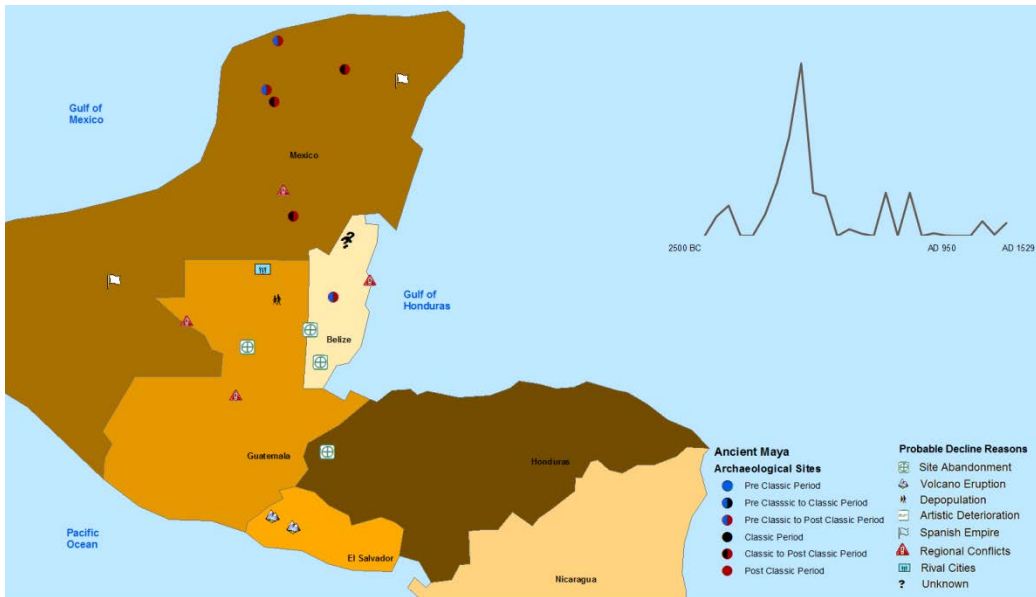 Gulf of
Mexico
Mexico
2500 BC
AD 950
AD 1529
Gulf of
Honduras
Belize
Guatemala
Honduras
Pacific
Ocean
El Salvador
Nicaragua
Ancient Maya
Archaeological Sites
Pre Classic Period
Pre Classsic to Classic Period
Pre Classic to Post Classic Period
Classic Period
Classic to Post Classic Period
Post Classic Period
Probable Decline Reasons
Site Abandonment
Volcano Eruption
Depopulation
Artistic Deterioration
Spanish Empire
Regional Conflicts
Rival Cities
? Unknown